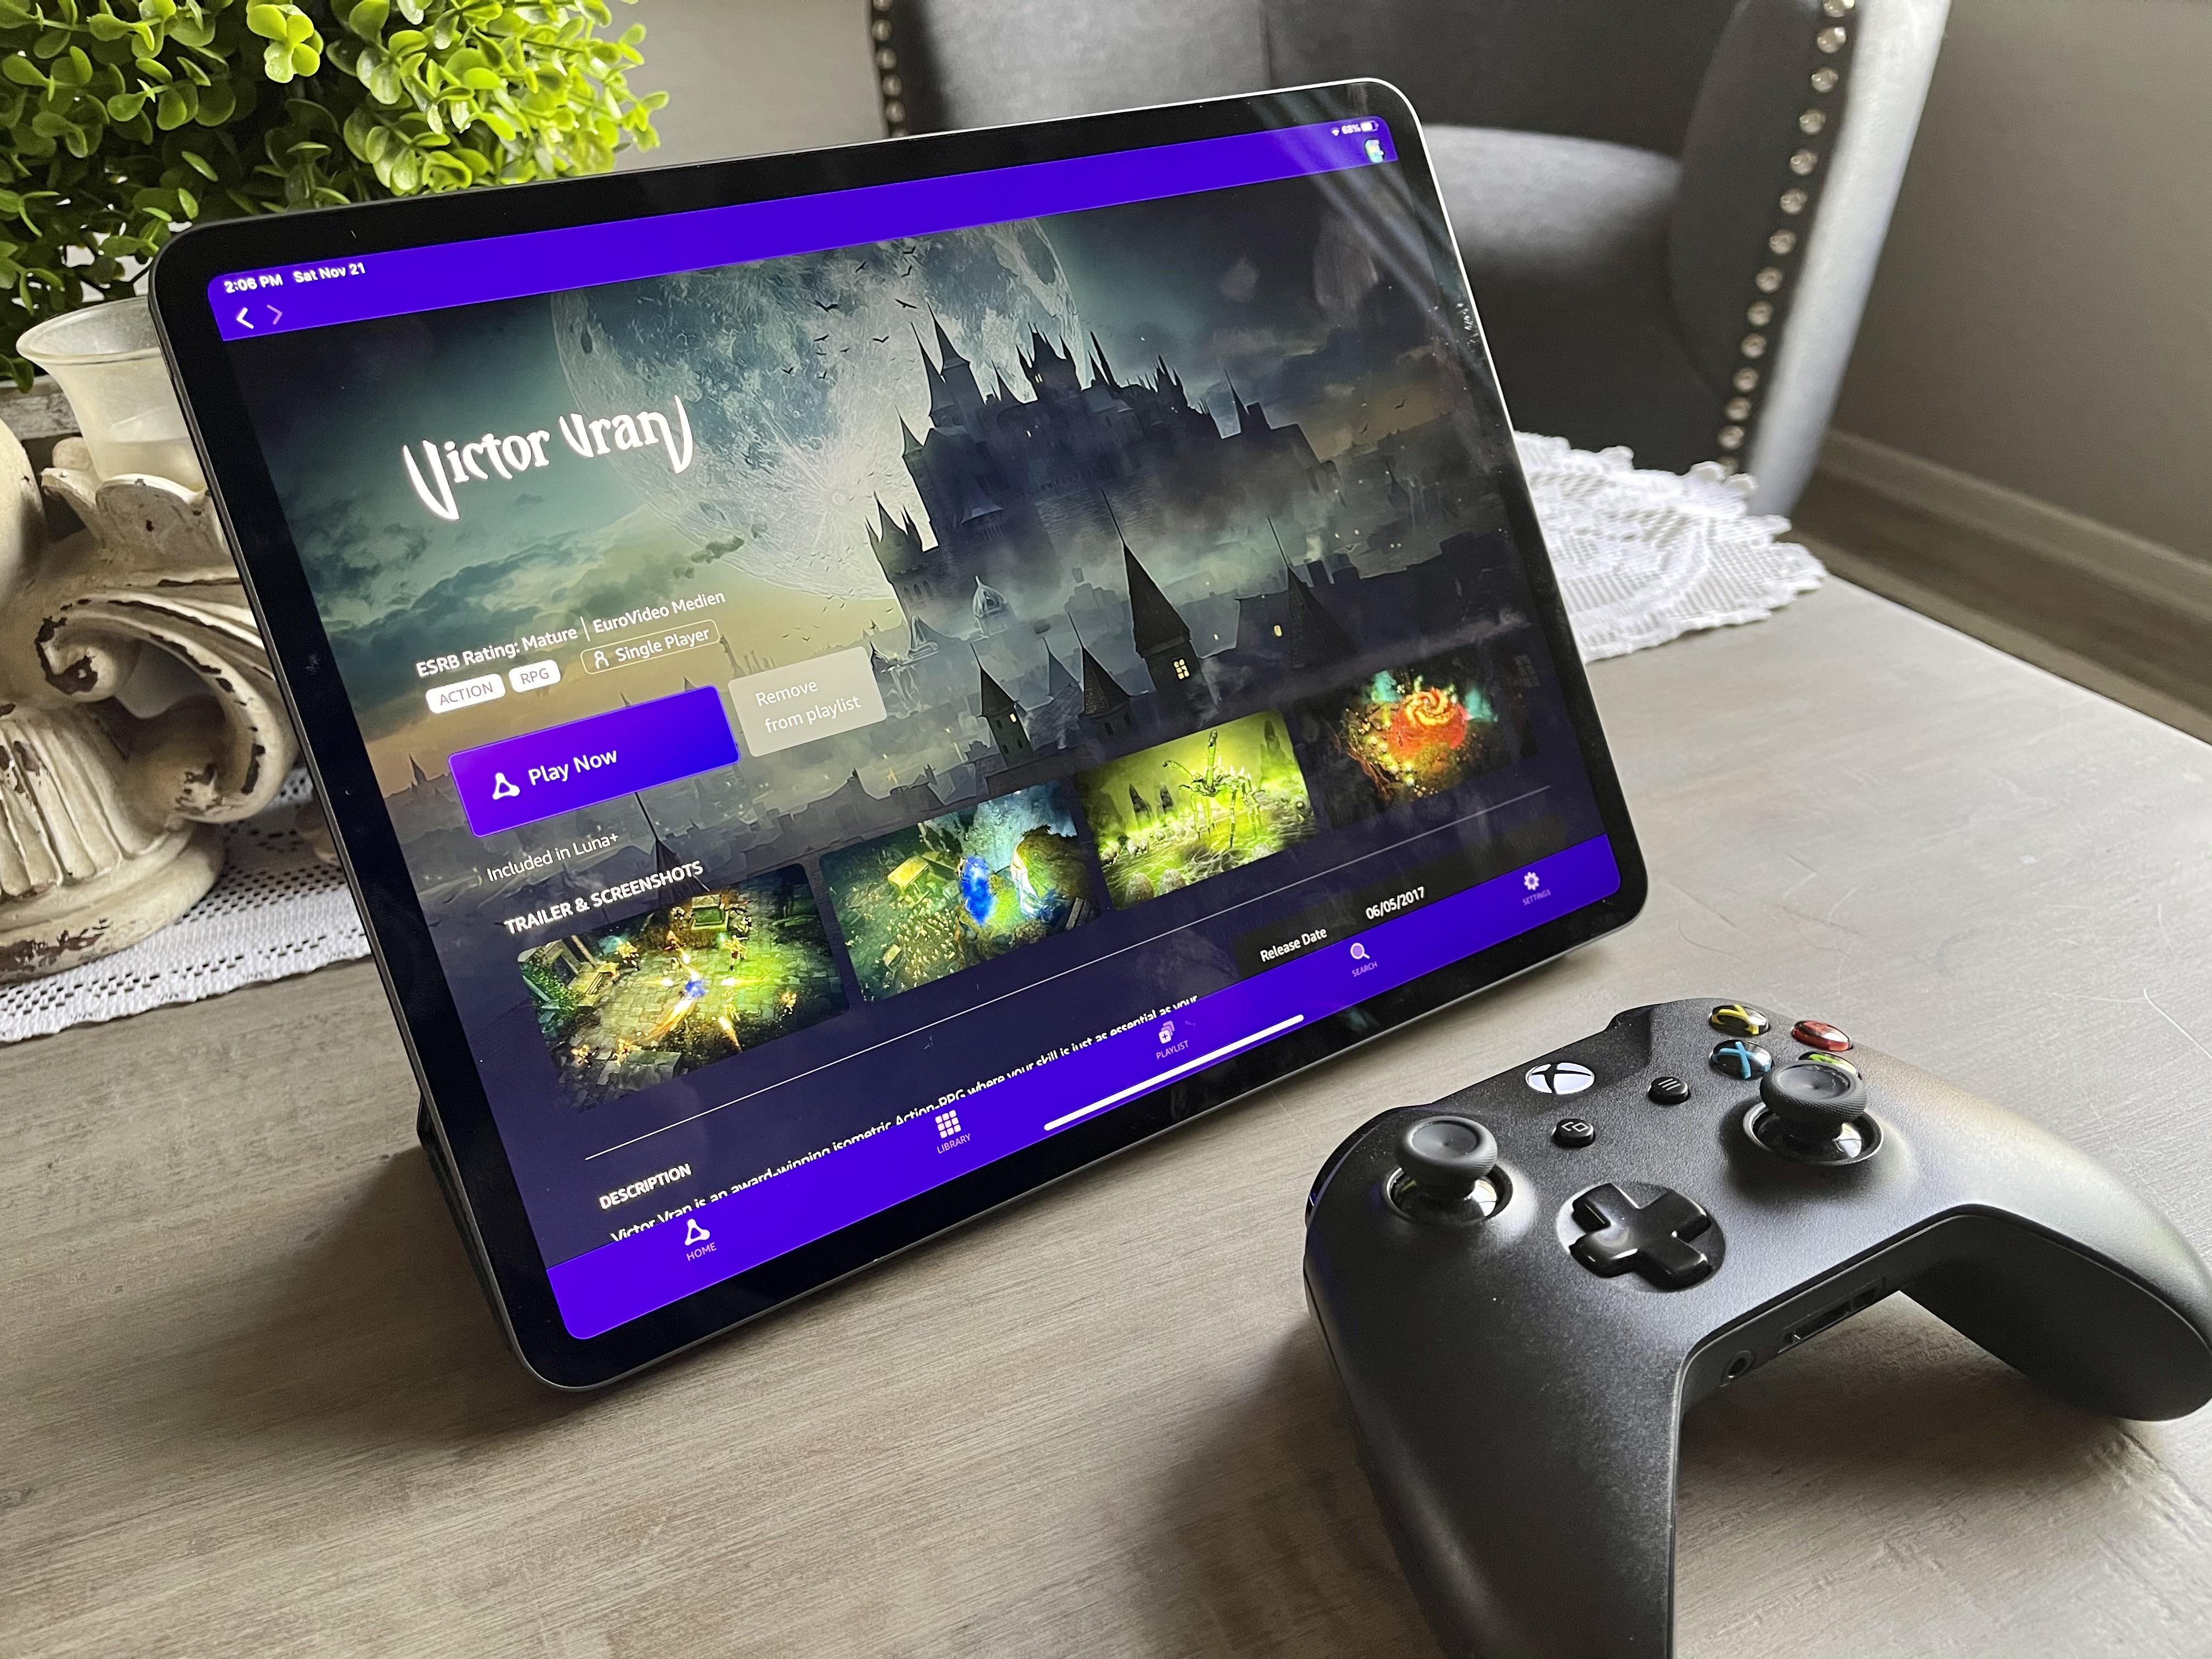 2:06 PM Sat Nov 21
68%
Victor Vran
ESRB Rating: Mature | EuroVideo Medien
ACTION RPG Single Player
Play Now
Remove
from playlist
Included in Luna+
TRAILER & SCREENSHOTS
Release Date 06/05/2017
DESCRIPTION
Victor Vran is an award-winning isometric Action-RPG where your skill is just as essential as your
HOME
LIBRARY
PLAYLIST
SEARCH
SETTINGS
Y
X